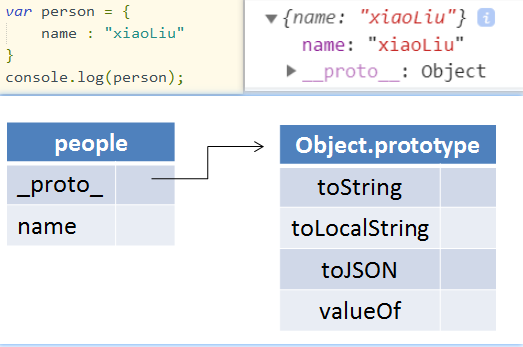 var person = {
name : "xiaoLiu"
}
console.log(person);
▼{name: "xiaoLiu"} i
name: "xiaoLiu"
▶__proto__: Object
people
_proto_
name
Object.prototype
toString
toLocalString
toJSON
valueOf